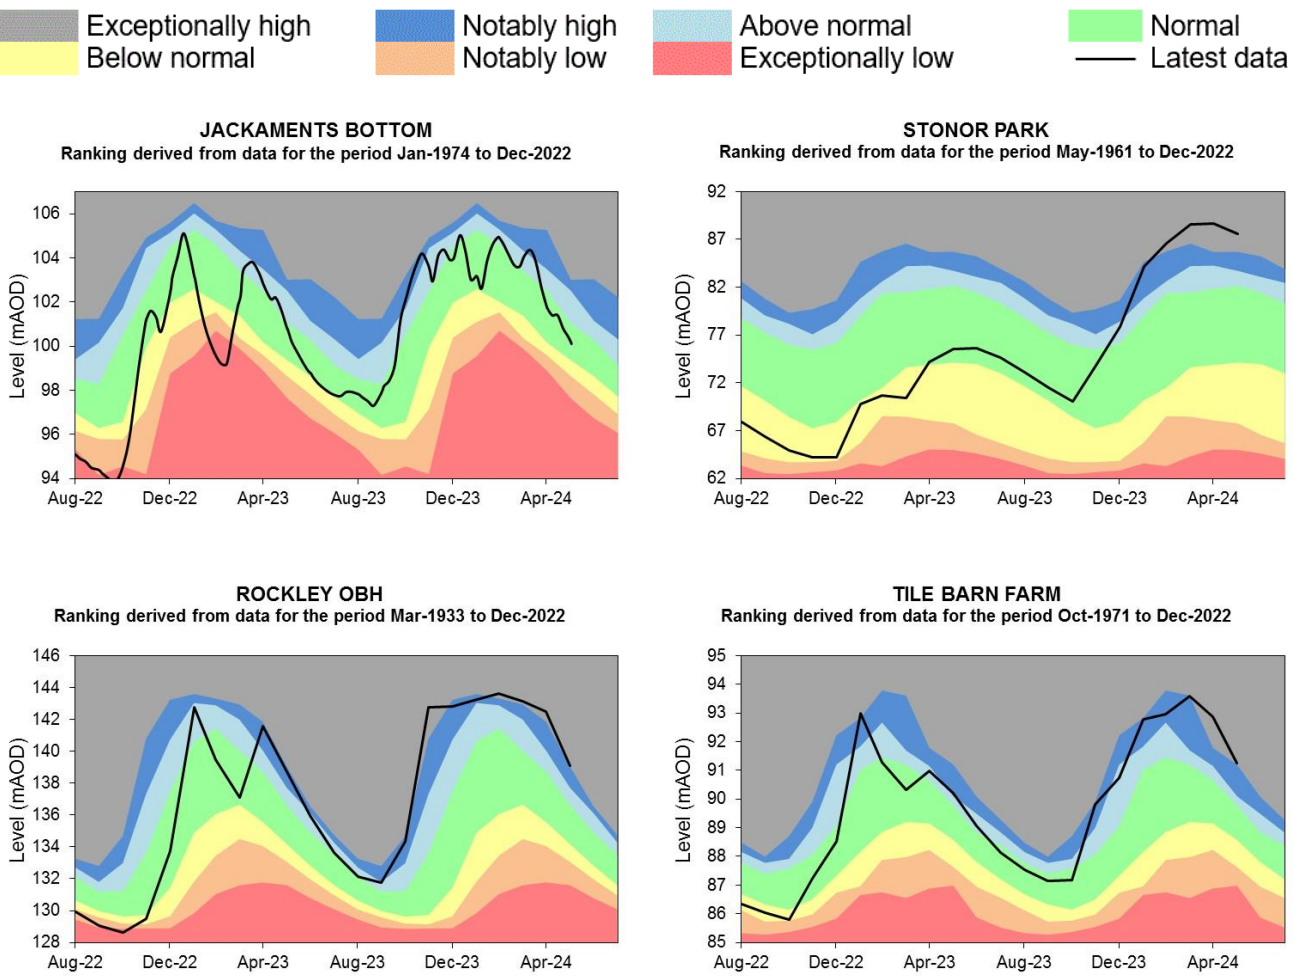 Exceptionally high Notably high Above normal Normal
Below normal Notably low Exceptionally low Latest data
JACKAMENTS BOTTOM
Ranking derived from data for the period Jan-1974 to Dec-2022
Level (mAOD)
106
104
102
100
98
96
94
Aug-22 Dec-22 Apr-23 Aug-23 Dec-23 Apr-24
STONOR PARK
Ranking derived from data for the period May-1961 to Dec-2022
Level (mAOD)
92
87
82
77
72
67
62
Aug-22 Dec-22 Apr-23 Aug-23 Dec-23 Apr-24
ROCKLEY OBH
Ranking derived from data for the period Mar-1933 to Dec-2022
Level (mAOD)
146
144
142
140
138
136
134
132
130
128
Aug-22 Dec-22 Apr-23 Aug-23 Dec-23 Apr-24
TILE BARN FARM
Ranking derived from data for the period Oct-1971 to Dec-2022
Level (mAOD)
95
94
93
92
91
90
89
88
87
86
85
Aug-22 Dec-22 Apr-23 Aug-23 Dec-23 Apr-24